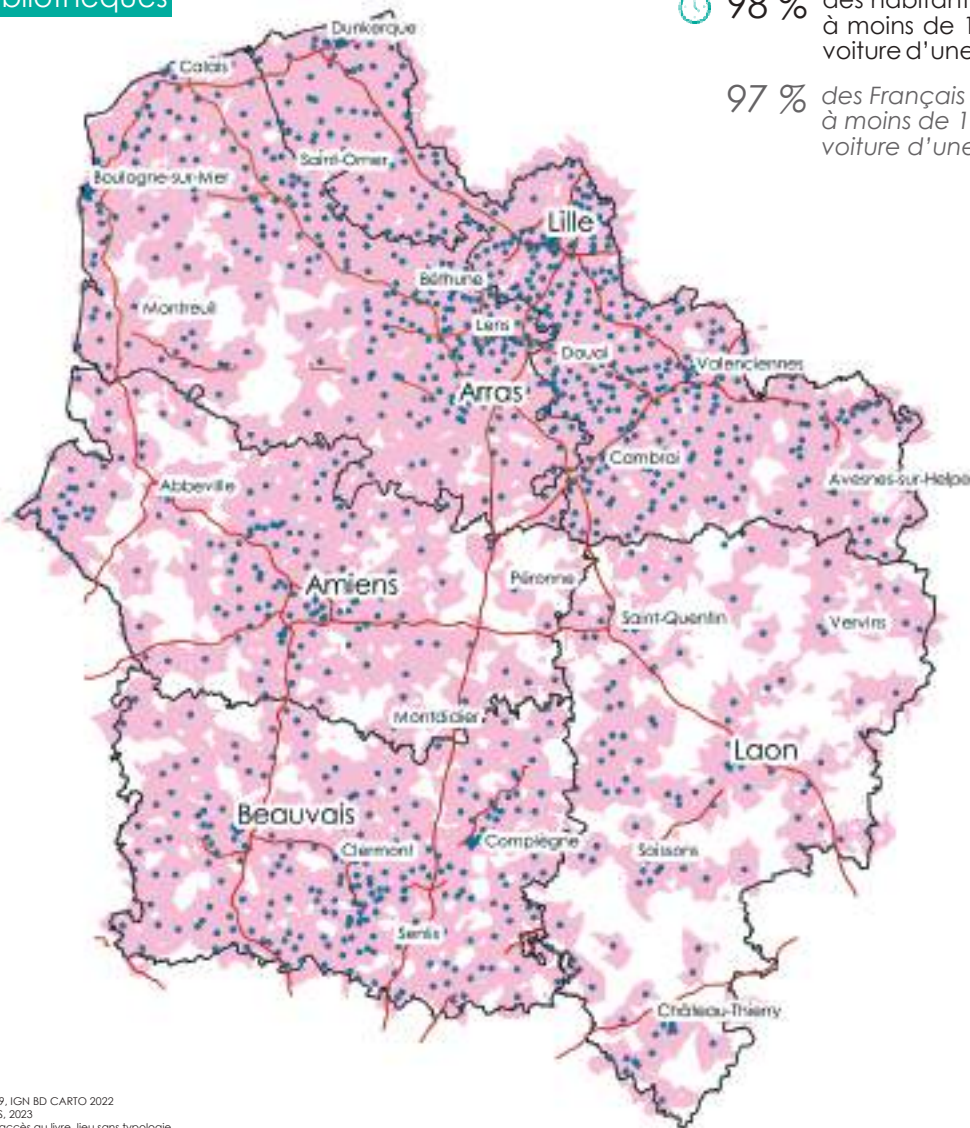 bliothèques
98 % des habitant
à moins de 1
voiture d'une
97 % des Français
à moins de 1
voiture d'une
Dunkerque
Calais
Saint-Omer
Boulogne-sur-Mer
Lille
Béthune
Montreuil
Lens
Douai
Valenciennes
Arras
Cambrai
Avesnes-sur-Helpe
Abbeville
Amiens
Péronne
Saint-Quentin
Vervins
Montdidier
Laon
Beauvais
Clermont
Compiègne
Soissons
Senlis
Château-Thierry
9, IGN BD CARTO 2022
S, 2023
accès au livre, lieu sans typologie